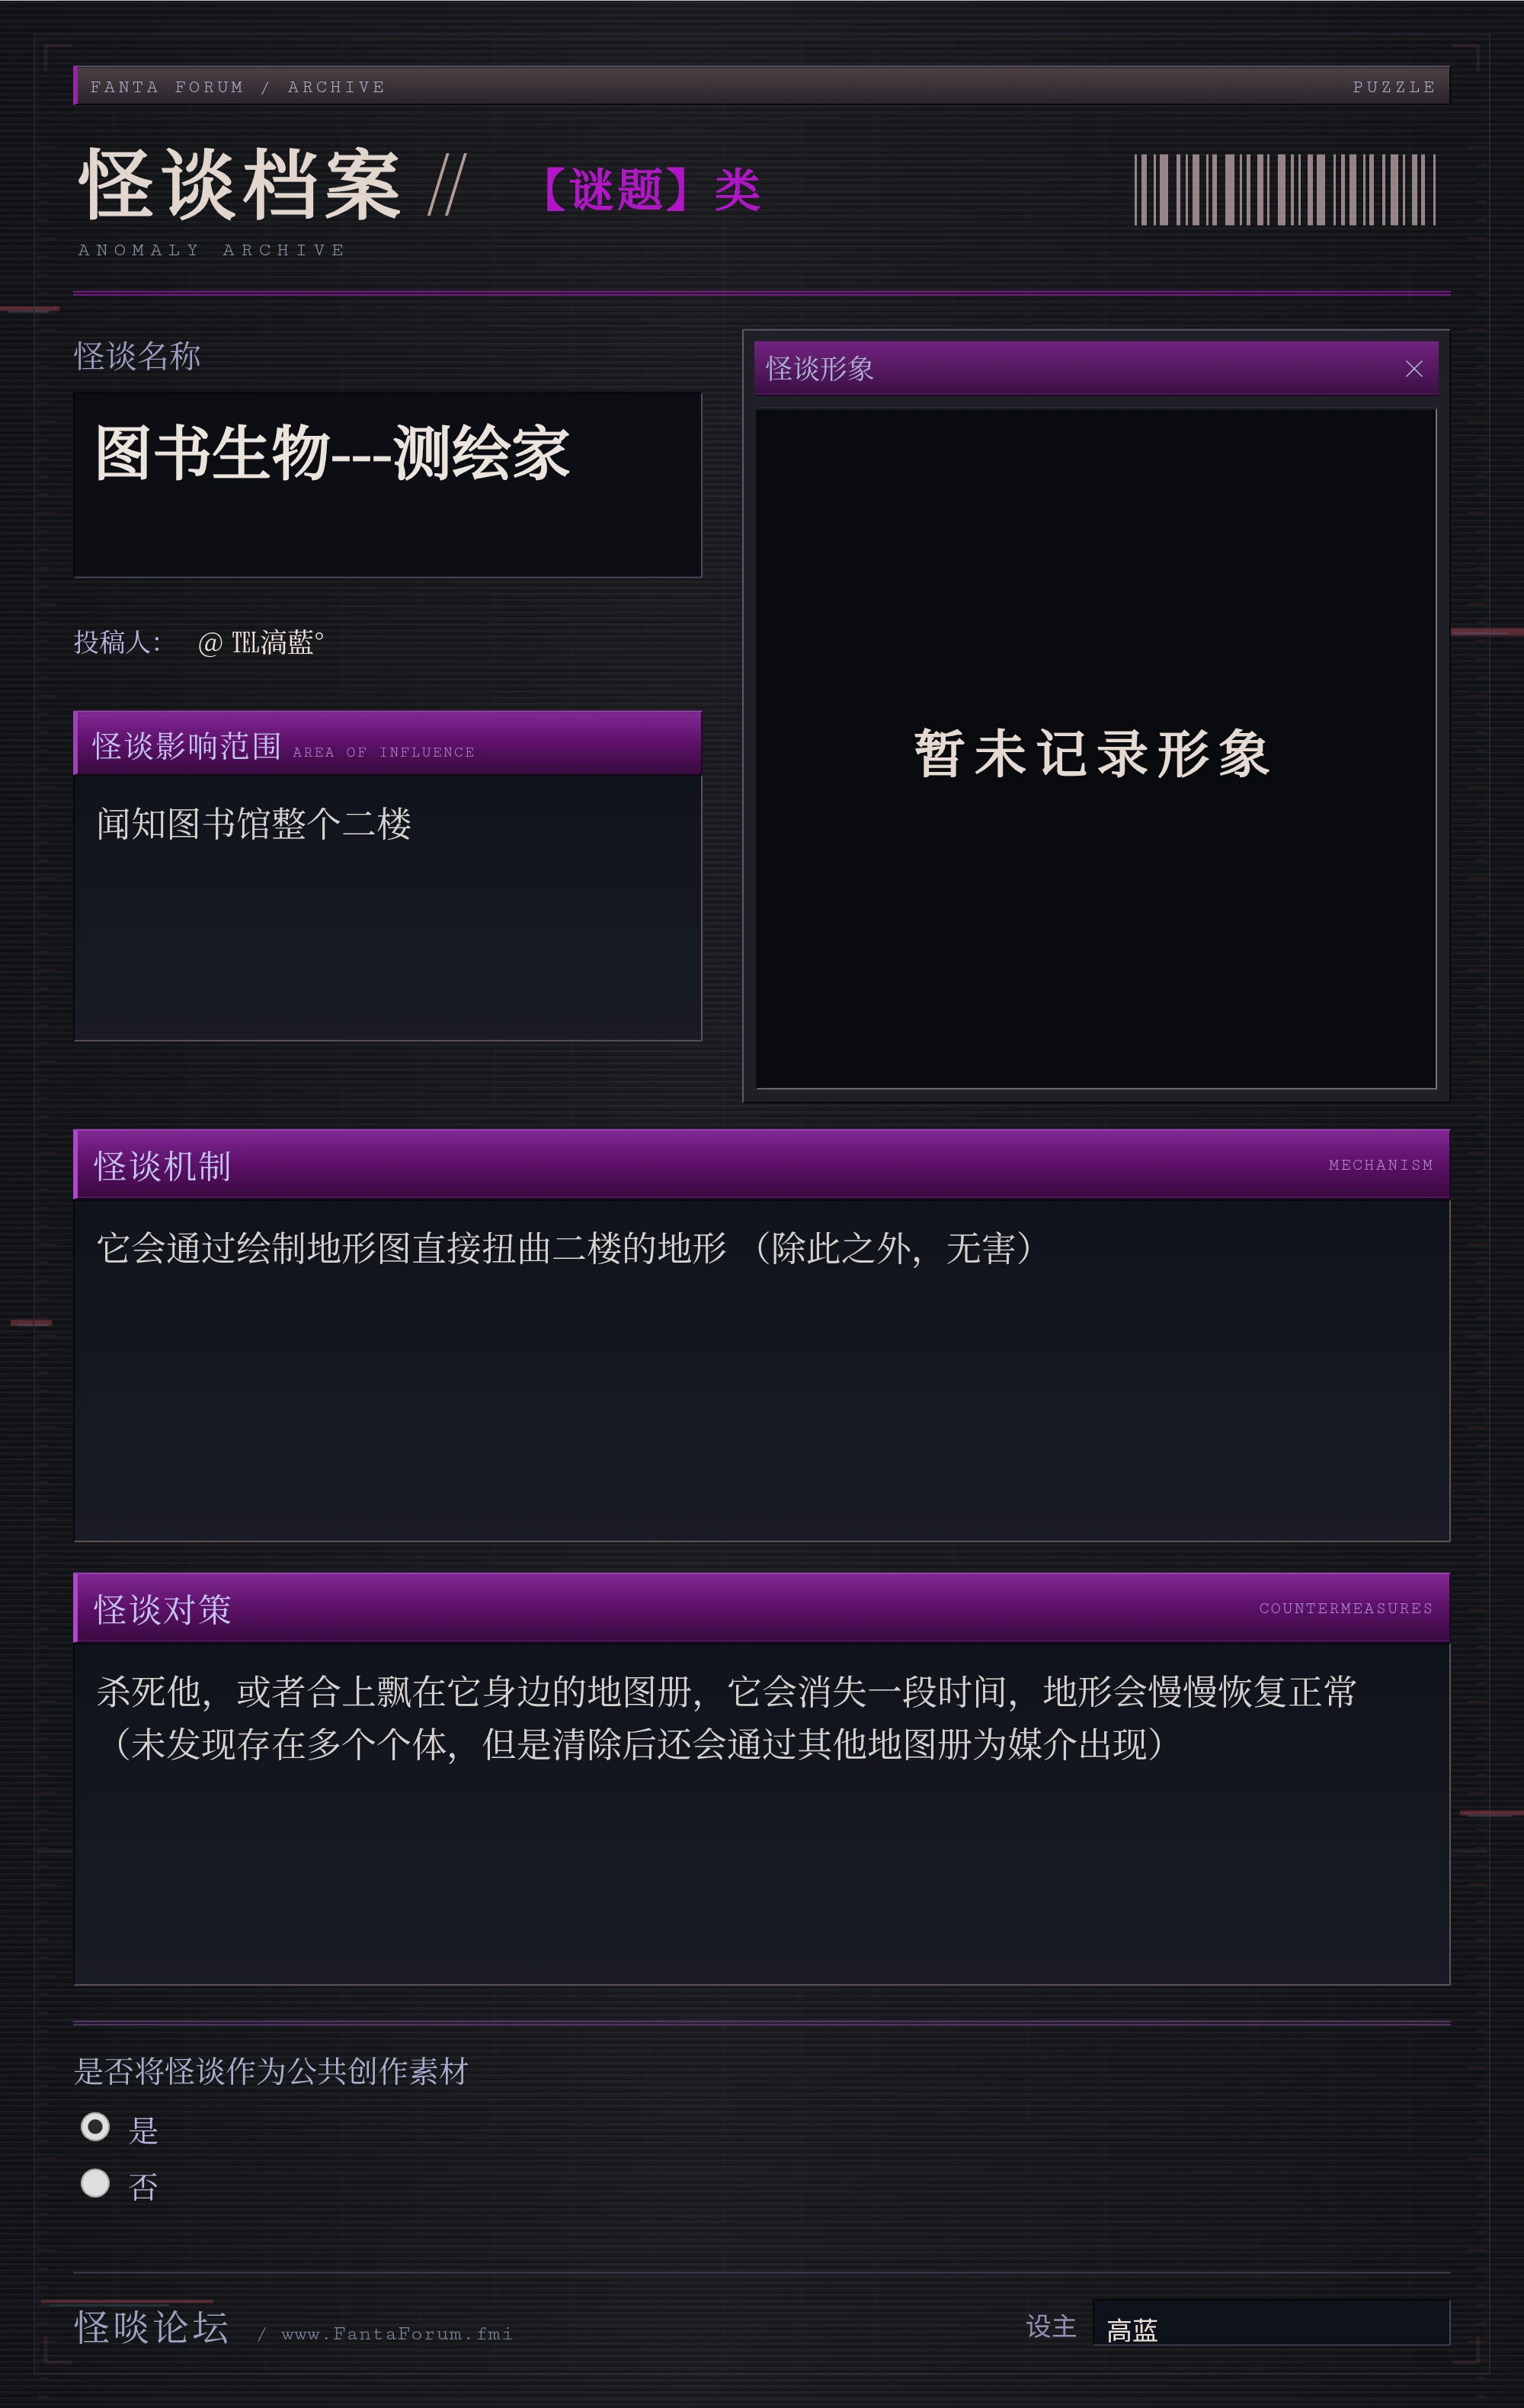 FANTA FORUM / ARCHIVE
PUZZLE
怪谈档案 // 【谜题】类
ANOMALY ARCHIVE
怪谈名称
图书生物---测绘家
投稿人: @ TEL滈藍°
怪谈影响范围 AREA OF INFLUENCE
闻知图书馆整个二楼
怪谈形象 ×
暂未记录形象
怪谈机制
MECHANISM
它会通过绘制地形图直接扭曲二楼的地形 （除此之外，无害）
怪谈对策
COUNTERMEASURES
杀死他，或者合上飘在它身边的地图册，它会消失一段时间，地形会慢慢恢复正常
（未发现存在多个个体，但是清除后还会通过其他地图册为媒介出现）
是否将怪谈作为公共创作素材
是
否
怪啖论坛 / www.FantaForum.fmi
设主 高蓝